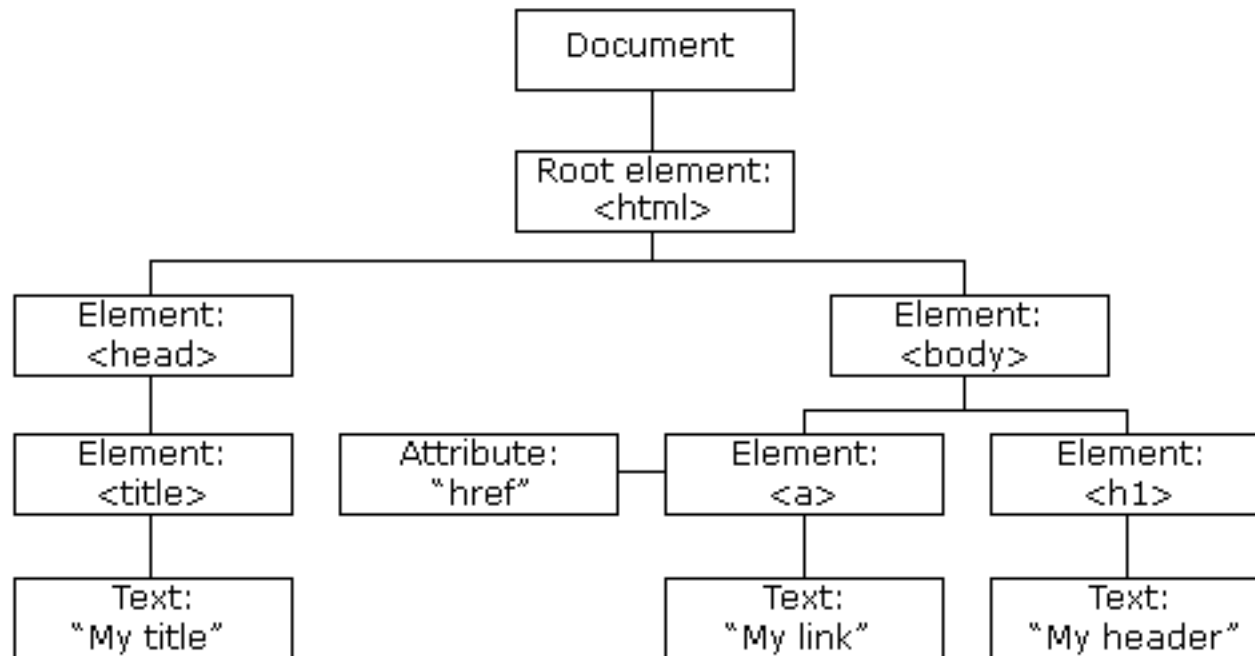 Document
Root element:
<html>
Element:
<head>
Element:
<body>
Element:
<title>
Attribute:
“href”
Element:
<a>
Element:
<h1>
Text:
“My title”
Text:
“My link”
Text:
“My header”